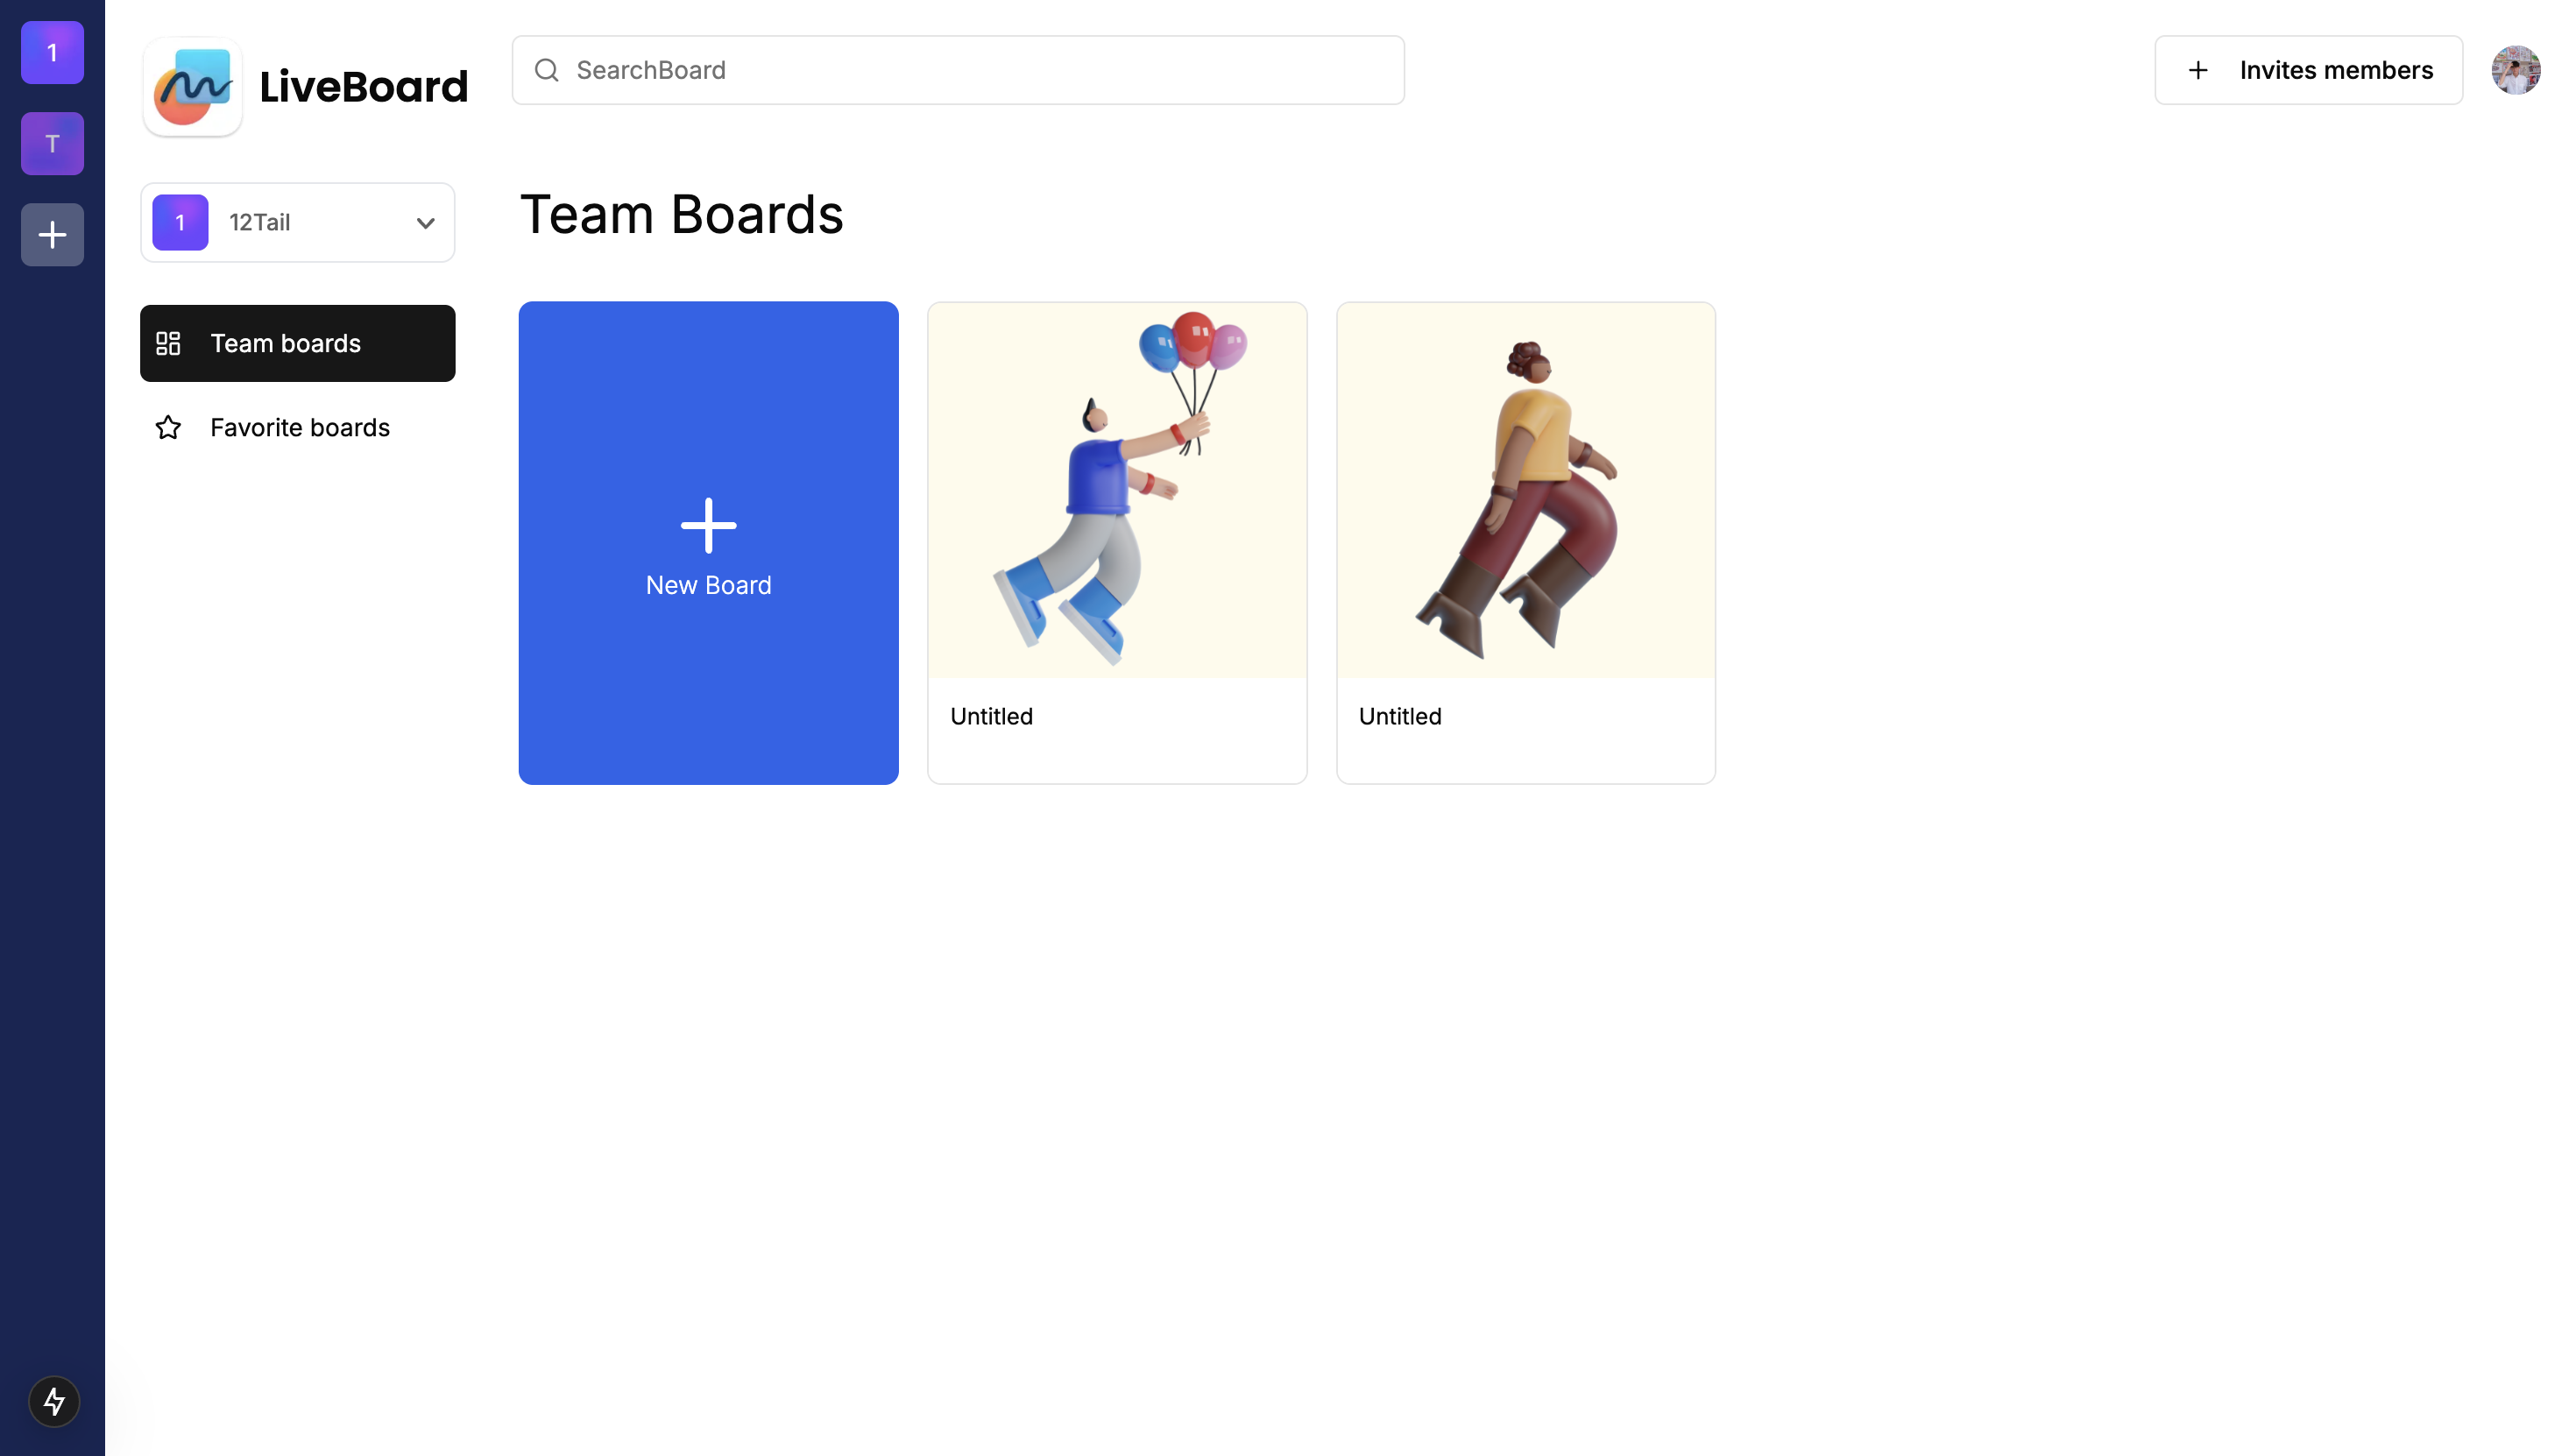 1
T
LiveBoard
SearchBoard
Invites members
1
12Tail
Team boards
Favorite boards
Team Boards
New Board
Untitled
Untitled